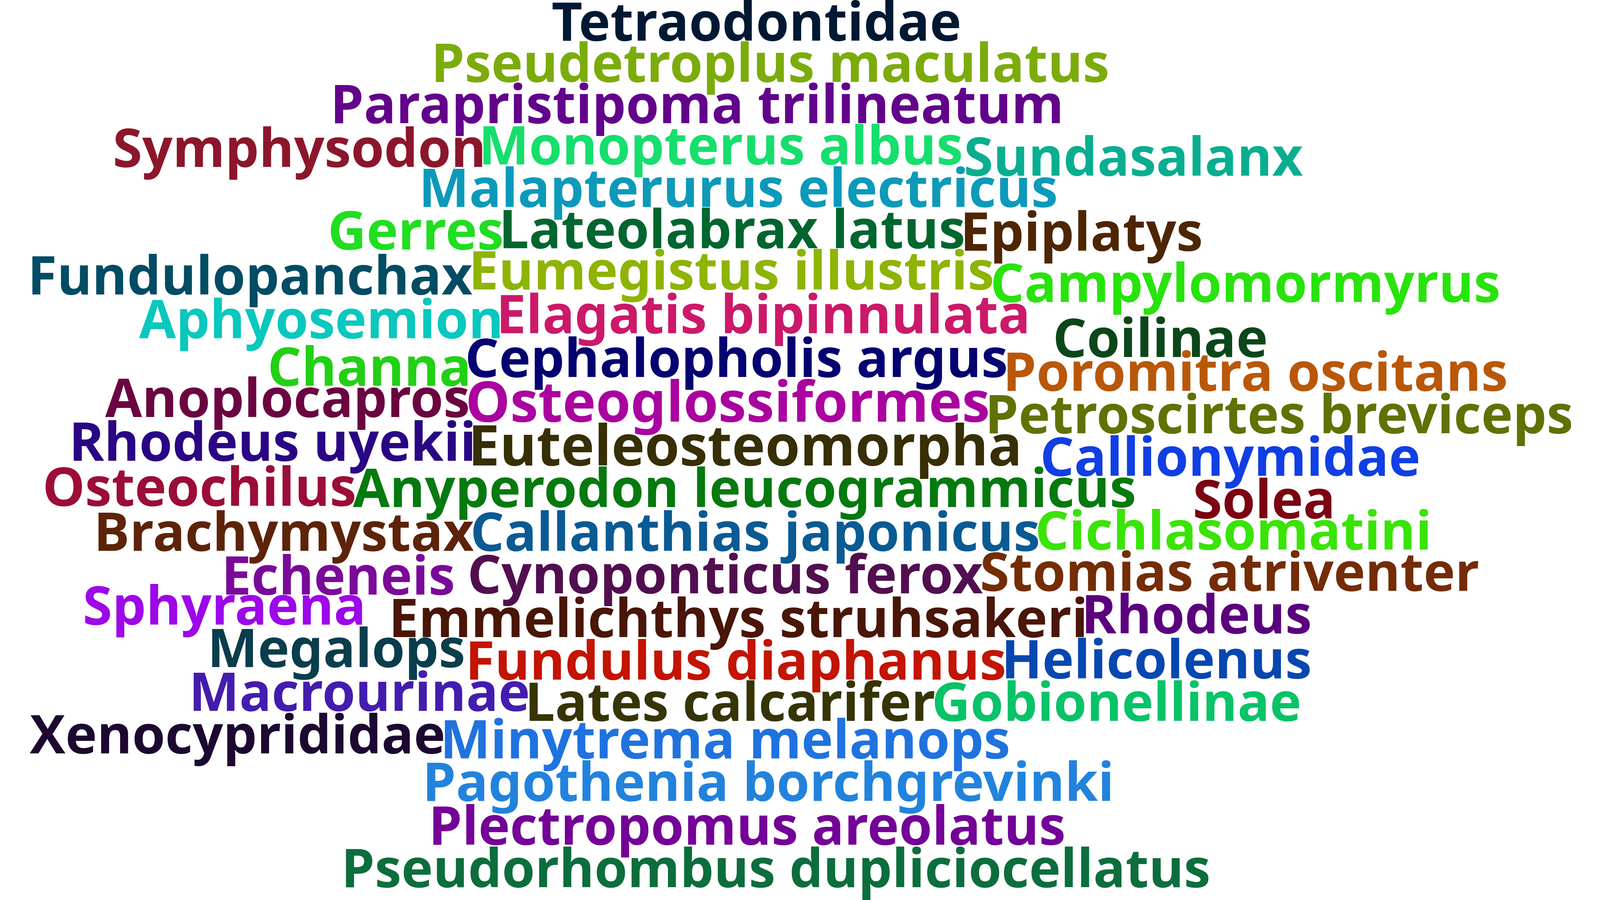 Tetraodontidae
Pseudetroplus maculatus
Parapristipoma trilineatum
Symphysodon Monopterus albus Sundasalanx
Malapterurus electricus
Gerres Lateolabrax latus Epiplatys
Fundulopanchax Eumegistus illustris Campylomormyrus
Aphyosemion Elagatis bipinnulata Coilinae
Channa Cephalopholis argus Poromitra oscitans
Anoplocapros Osteoglossiformes Petroscirtes breviceps
Rhodeus uyekii Euteleosteomorpha Callionymidae
Osteochilus Anyperodon leucogrammicus Solea
Brachymystax Callanthias japonicus Cichlasomatini
Echeneis Cynoponticus ferox Stomias atriventer
Sphyraena Emmelichthys struhsakeri Rhodeus
Megalops Fundulus diaphanus Helicolenus
Macrourinae Lates calcarifer Gobionellinae
Xenocyprididae Minytrema melanops
Pagothenia borchgrevinki
Plectropomus areolatus
Pseudorhombus dupliciocellatus